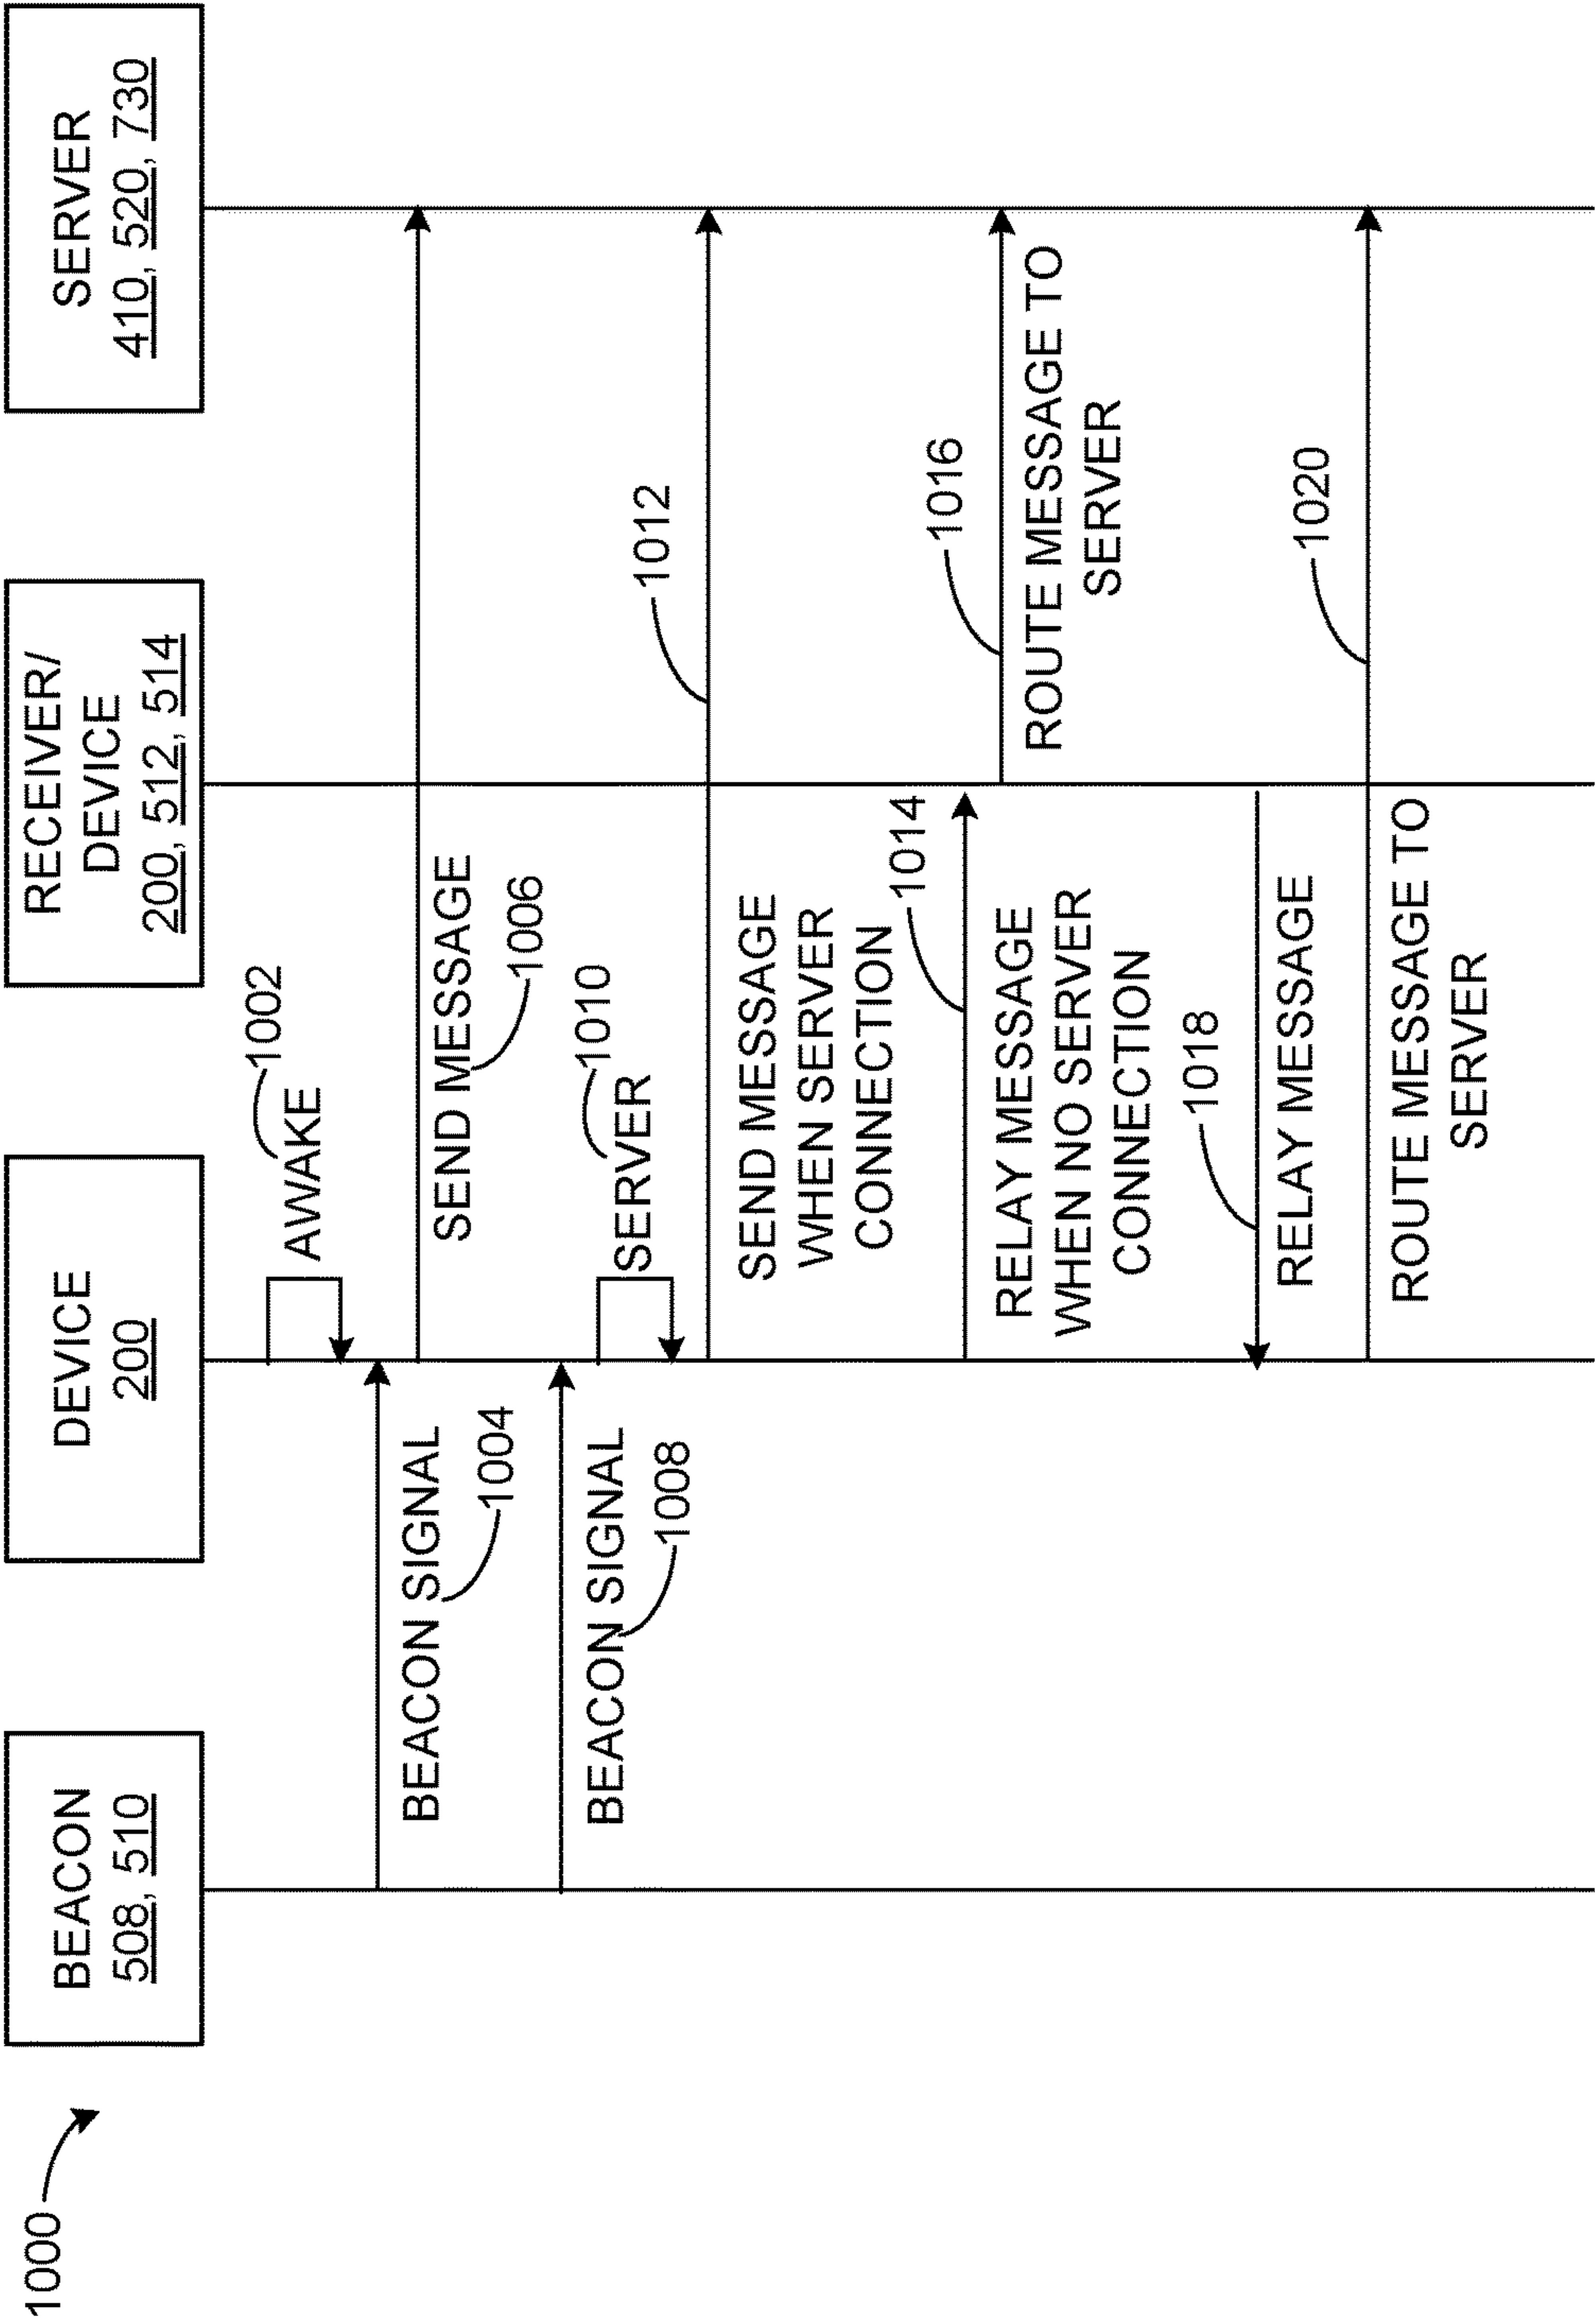 1000
BEACON
508, 510
DEVICE
200
RECEIVER/
DEVICE
200, 512, 514
SERVER
410, 520, 730
1002
AWAKE
BEACON SIGNAL
1004
SEND MESSAGE
1006
BEACON SIGNAL
1008
1010
SERVER
1012
SEND MESSAGE
WHEN SERVER
CONNECTION
1014
RELAY MESSAGE
WHEN NO SERVER
CONNECTION
1016
ROUTE MESSAGE TO
SERVER
1018
RELAY MESSAGE
1020
ROUTE MESSAGE TO
SERVER